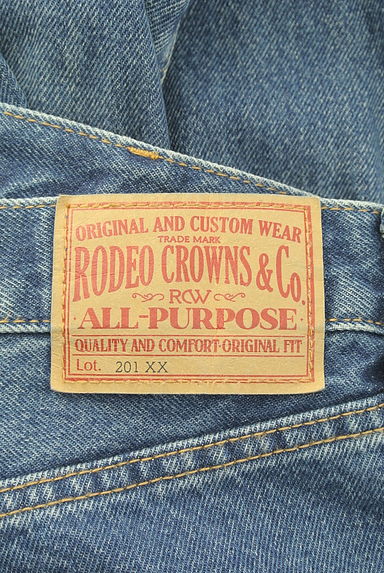 ORIGINAL AND CUSTOM WEAR
TRADE MARK
RODEO CROWNS & Co.
RCW
ALL-PURPOSE
QUALITY AND COMFORT·ORIGINAL FIT
Lot. 201 XX